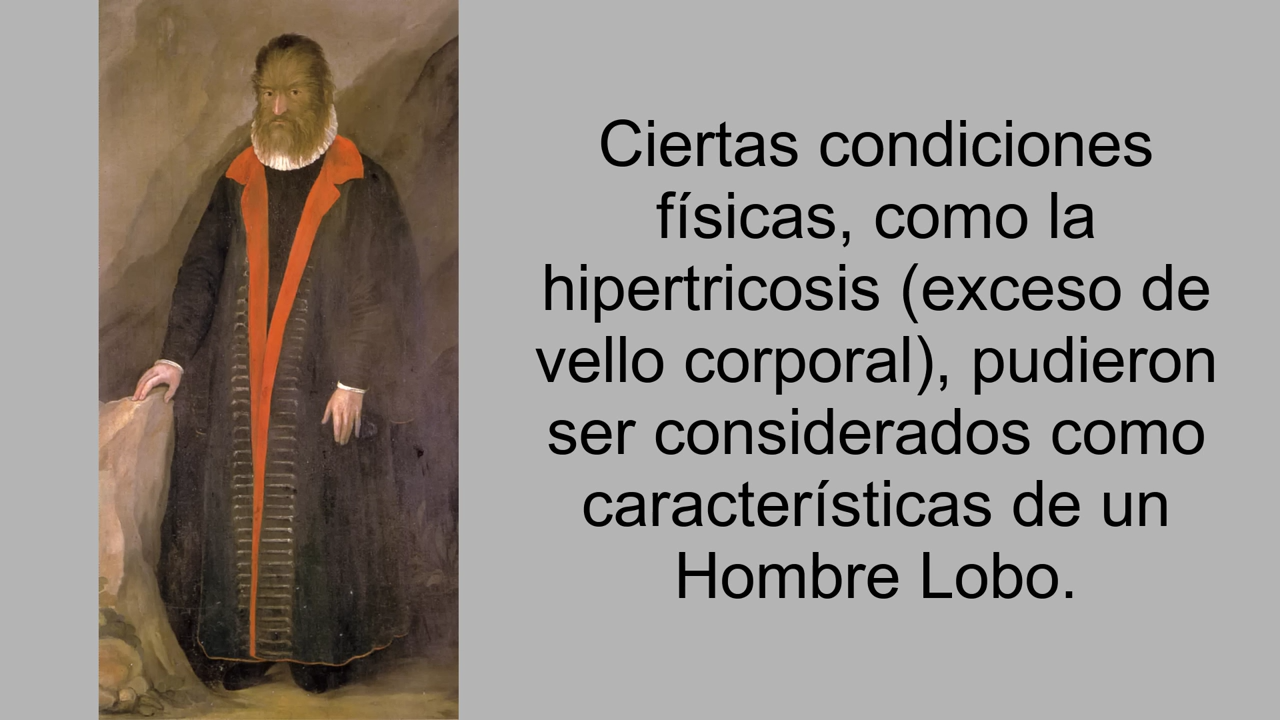 Ciertas condiciones
físicas, como la
hipertricosis (exceso de
vello corporal), pudieron
ser considerados como
características de un
Hombre Lobo.